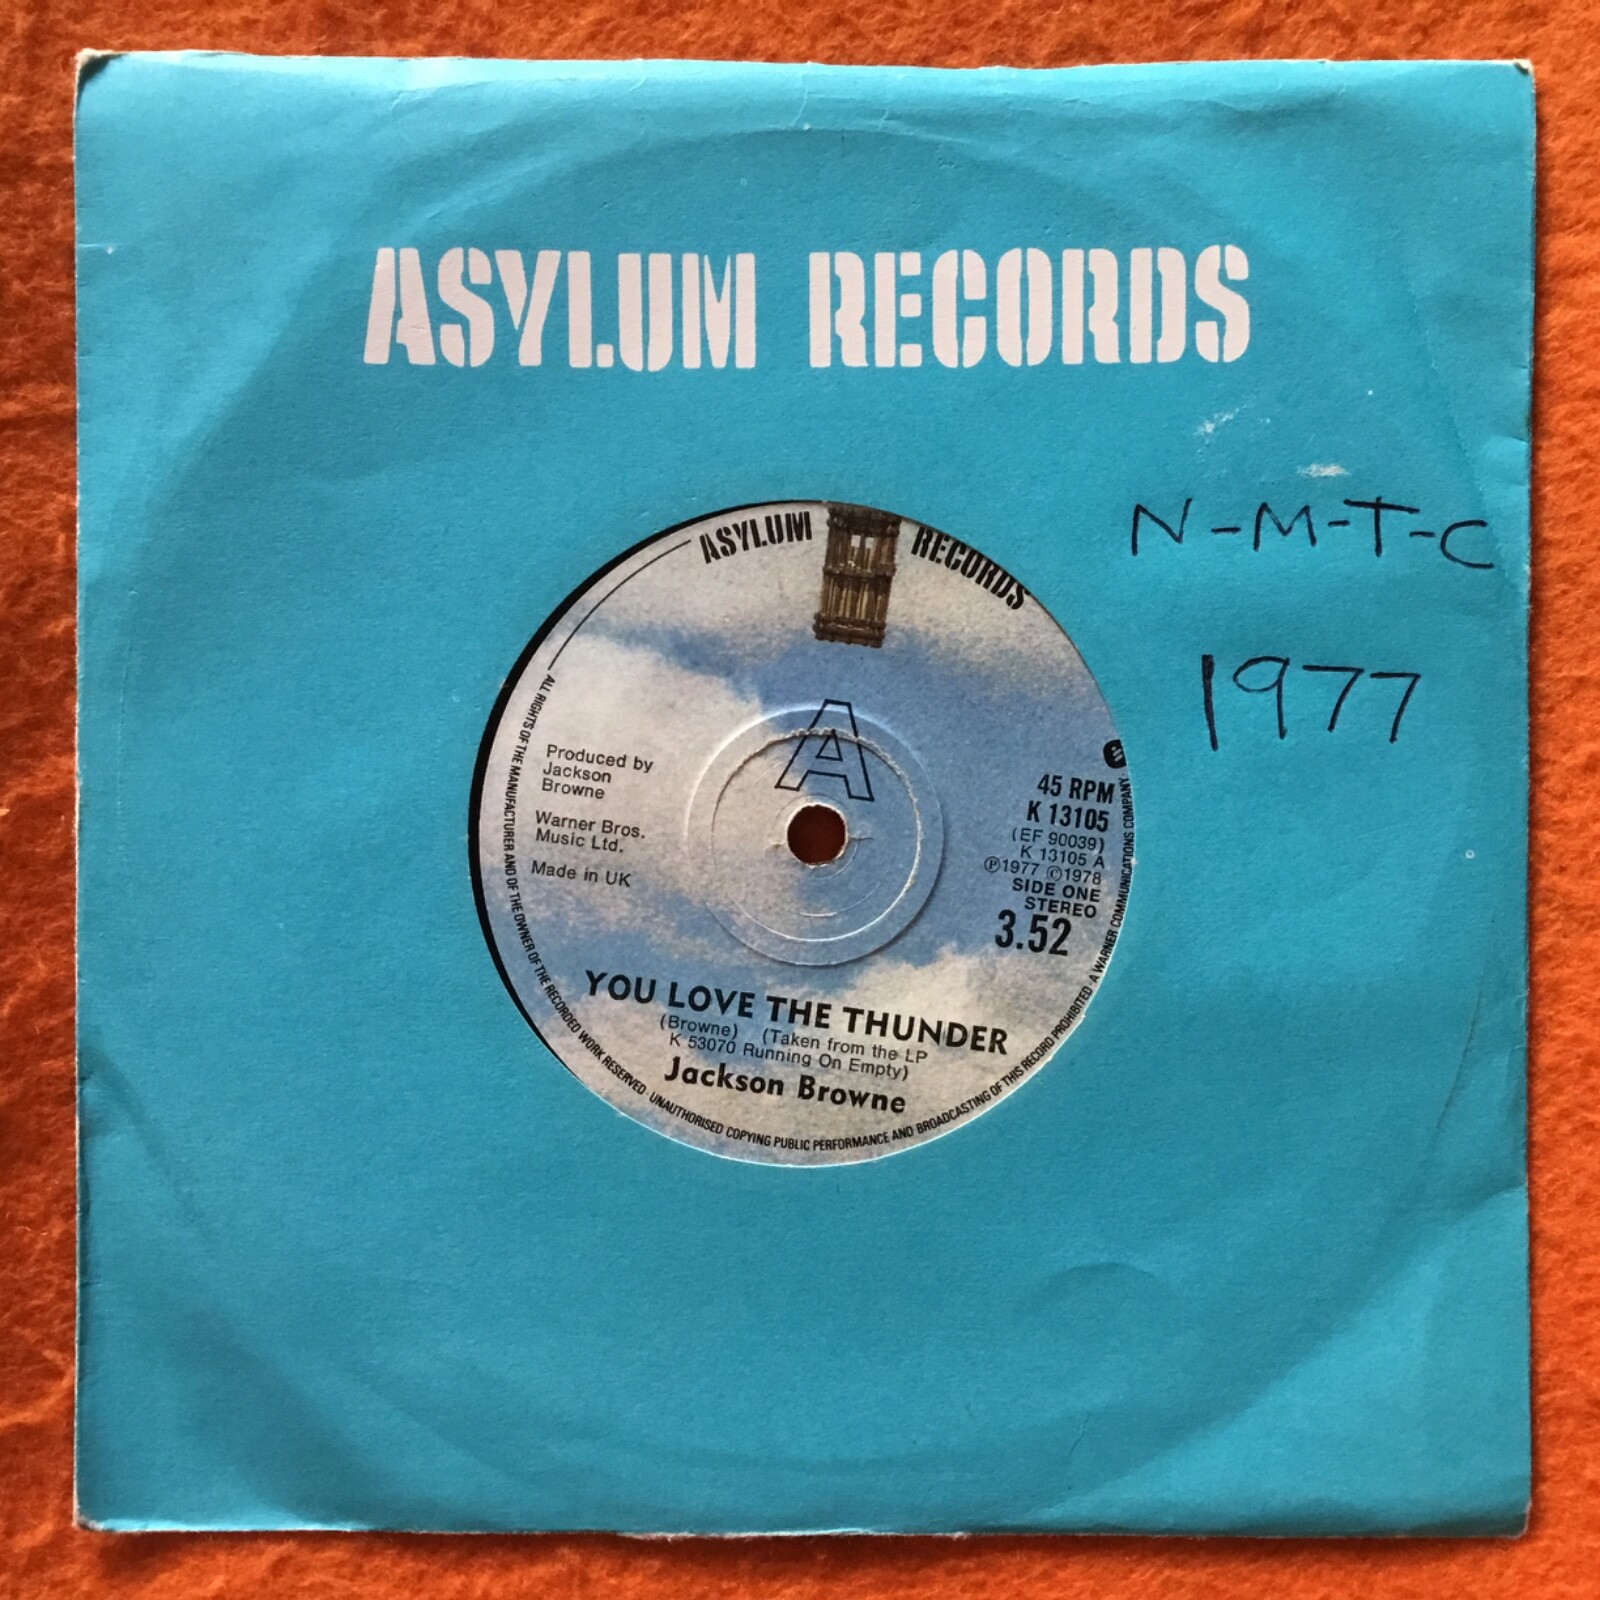 ASYLUM RECORDS
N-M-T-C
1977
ASYLUM RECORDS
A
Produced by
Jackson
Browne
Warner Bros.
Music Ltd.
Made in UK
45 RPM
K 13105
(EF 90039)
K 13105 A
Ⓟ1977 ©1978
SIDE ONE
STEREO
3.52
YOU LOVE THE THUNDER
(Browne) (Taken from the LP
K 53070 Running On Empty)
Jackson Browne
ALL RIGHTS OF THE MANUFACTURER AND OF THE OWNER OF THE RECORDED WORK RESERVED · UNAUTHORISED COPYING PUBLIC PERFORMANCE AND BROADCASTING OF THIS RECORD PROHIBITED · A WARNER COMMUNICATIONS COMPANY ·